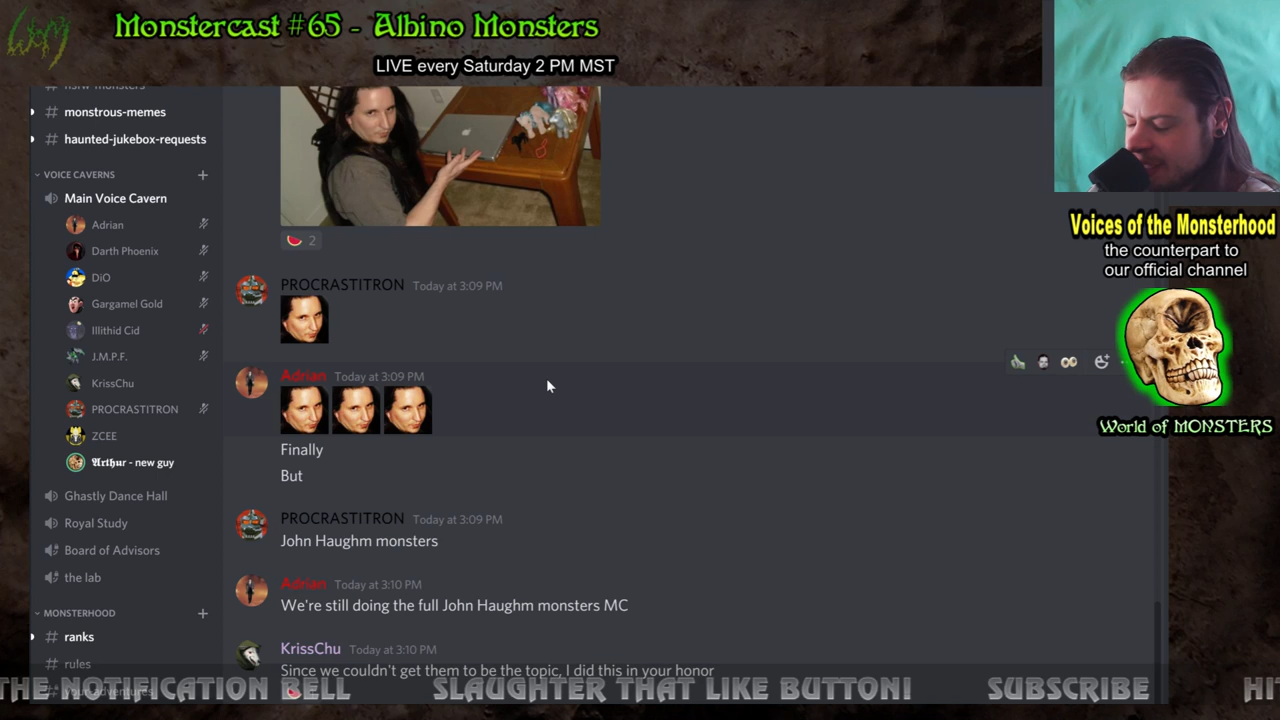 Monstercast #65 - Albino Monsters
LIVE every Saturday 2 PM MST
# nsfw-monsters
# monstrous-memes
# haunted-jukebox-requests
VOICE CAVERNS +
Main Voice Cavern
Adrian
Darth Phoenix
DiO
Gargamel Gold
Illithid Cid
J.M.P.F.
KrissChu
PROCRASTITRON
ZCEE
𝕬𝖗𝖙𝖍𝖚𝖗 - new guy
Ghastly Dance Hall
Royal Study
Board of Advisors
the lab
MONSTERHOOD +
# ranks
# rules
# your-adventures
🍉 2
PROCRASTITRON Today at 3:09 PM
Adrian Today at 3:09 PM
Finally
But
PROCRASTITRON Today at 3:09 PM
John Haughm monsters
Adrian Today at 3:10 PM
We're still doing the full John Haughm monsters MC
KrissChu Today at 3:10 PM
Since we couldn't get them to be the topic, I did this in your honor
Voices of the Monsterhood
the counterpart to
our official channel
World of MONSTERS
THE NOTIFICATION BELL SLAUGHTER THAT LIKE BUTTON! SUBSCRIBE HIT